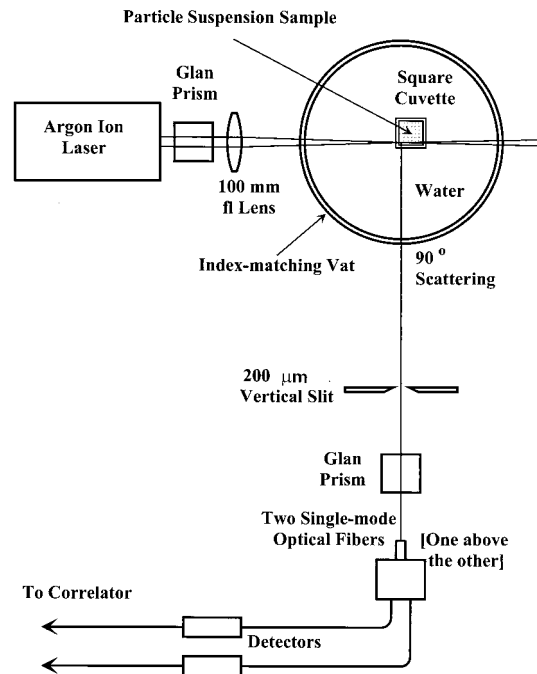 Particle Suspension Sample
Glan
Prism
Square
Cuvette
Argon Ion
Laser
100 mm
fl Lens
Water
Index-matching Vat
90 o
Scattering
200 μm
Vertical Slit
Glan
Prism
Two Single-mode
Optical Fibers
[One above
the other]
To Correlator
Detectors